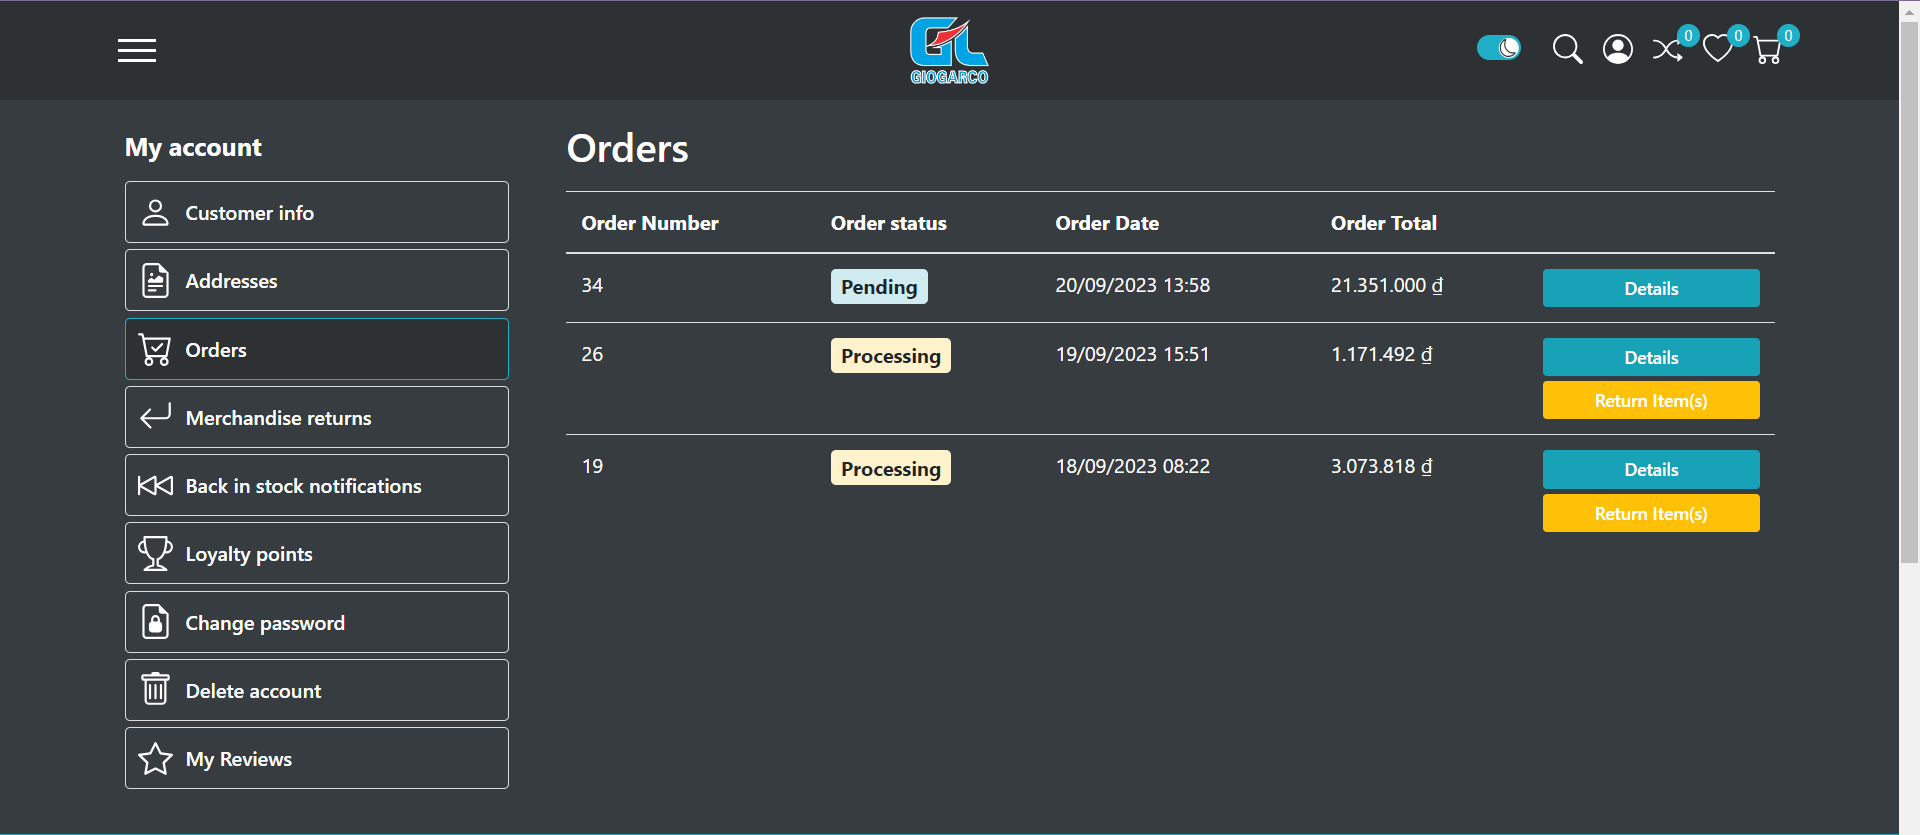 GIOGARCO
0
0
0
My account
Customer info
Addresses
Orders
Merchandise returns
Back in stock notifications
Loyalty points
Change password
Delete account
My Reviews
Orders
Order Number Order status Order Date Order Total
34 Pending 20/09/2023 13:58 21.351.000 ₫ Details
26 Processing 19/09/2023 15:51 1.171.492 ₫ Details
Return Item(s)
19 Processing 18/09/2023 08:22 3.073.818 ₫ Details
Return Item(s)